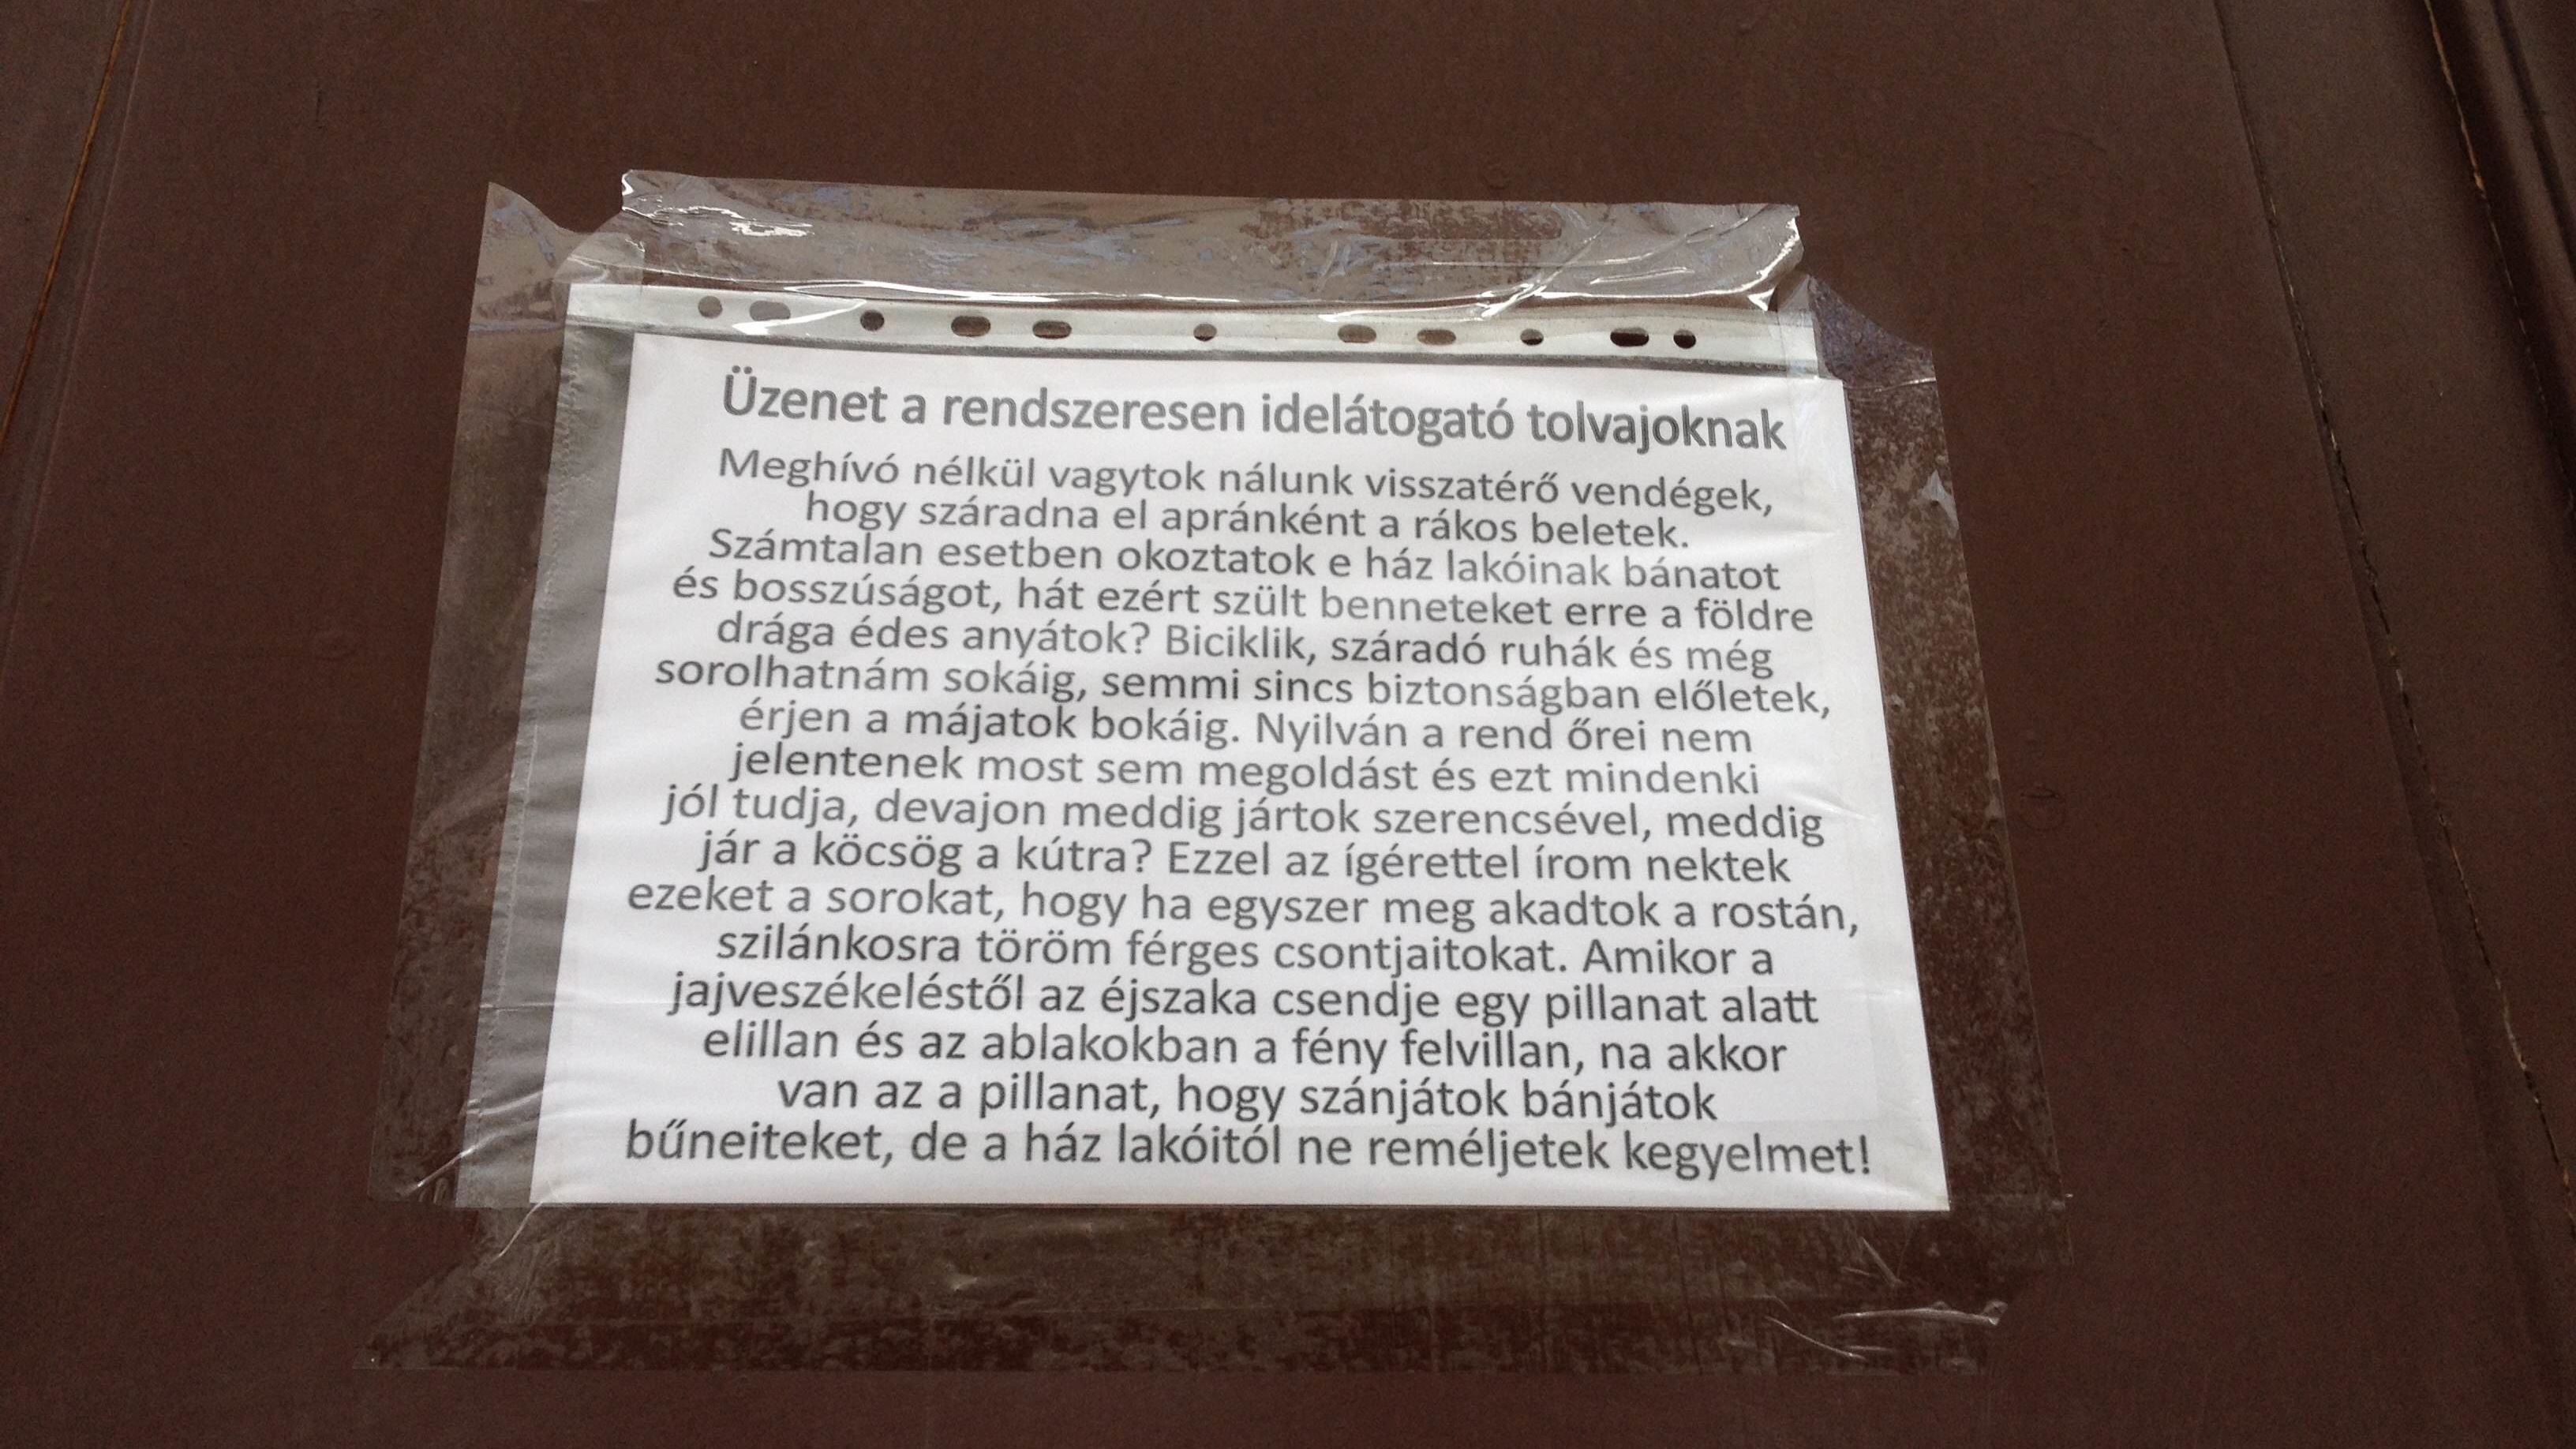 Üzenet a rendszeresen idelátogató tolvajoknak
Meghívó nélkül vagytok nálunk visszatérő vendégek,
hogy száradna el apránként a rákos beletek.
Számtalan esetben okoztatok e ház lakóinak bánatot
és bosszúságot, hát ezért szült benneteket erre a földre
drága édes anyátok? Biciklik, száradó ruhák és még
sorolhatnám sokáig, semmi sincs biztonságban előletek,
érjen a májatok bokáig. Nyilván a rend őrei nem
jelentenek most sem megoldást és ezt mindenki
jól tudja, devajon meddig jártok szerencsével, meddig
jár a köcsög a kútra? Ezzel az ígérettel írom nektek
ezeket a sorokat, hogy ha egyszer meg akadtok a rostán,
szilánkosra töröm férges csontjaitokat. Amikor a
jajveszékeléstől az éjszaka csendje egy pillanat alatt
elillan és az ablakokban a fény felvillan, na akkor
van az a pillanat, hogy szánjátok bánjátok
bűneiteket, de a ház lakóitól ne reméljetek kegyelmet!